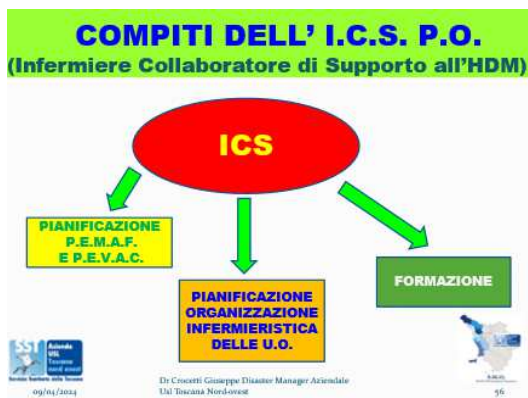 COMPITI DELL' I.C.S. P.O.
(Infermiere Collaboratore di Supporto all'HDM)
ICS
PIANIFICAZIONE
P.E.M.A.F.
E P.E.VAC.
PIANIFICAZIONE
ORGANIZZAZIONE
INFERMIERISTICA
DELLE U.O.
FORMAZIONE
SST
Azienda
USL
Toscana
nord ovest
Servizio Sanitario della Toscana
09/04/2024
Dr Crocetti Giuseppe Disaster Manager Aziendale
Usl Toscana Nord-ovest
56